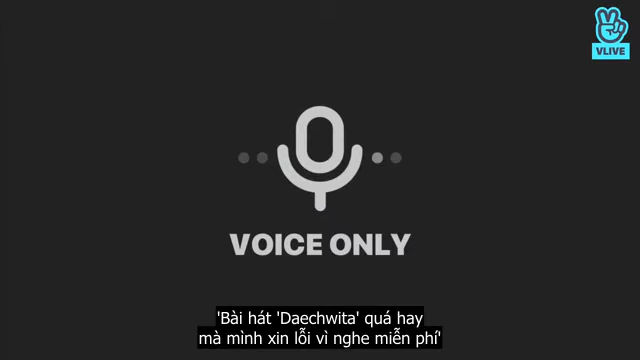 VLIVE
VOICE ONLY
'Bài hát 'Daechwita' quá hay
mà mình xin lỗi vì nghe miễn phí'